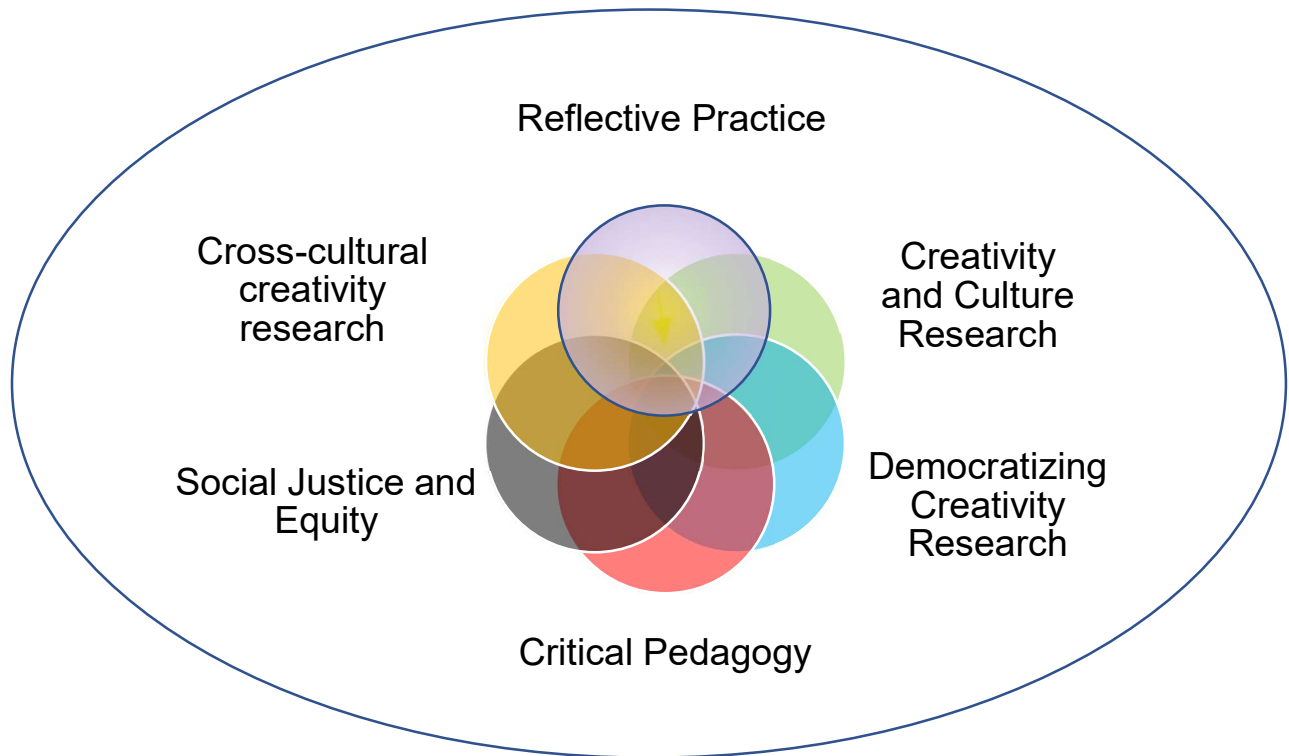 Reflective Practice
Cross-cultural
creativity
research
Creativity
and Culture
Research
Social Justice and
Equity
Democratizing
Creativity
Research
Critical Pedagogy